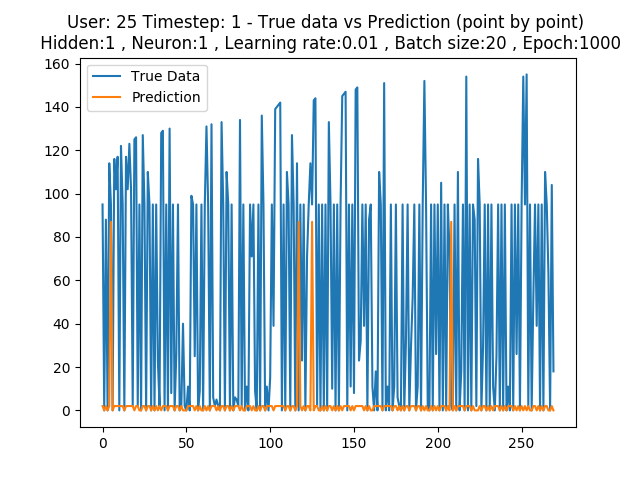 User: 25 Timestep: 1 - True data vs Prediction (point by point)
Hidden:1 , Neuron:1 , Learning rate:0.01 , Batch size:20 , Epoch:1000
160
140
120
100
80
60
40
20
0
True Data
Prediction
0 50 100 150 200 250